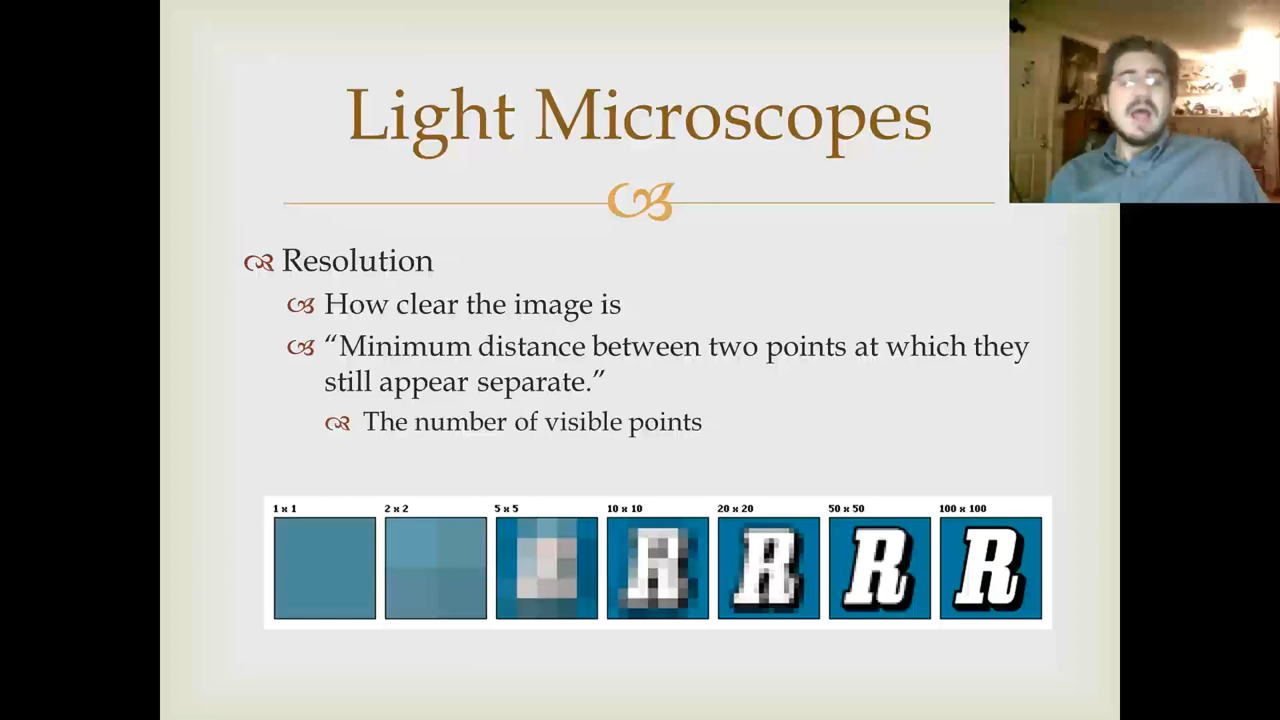 Light Microscopes
Resolution
How clear the image is
“Minimum distance between two points at which they
still appear separate.”
The number of visible points
1 x 1 2 x 2 5 x 5 10 x 10 20 x 20 50 x 50 100 x 100
R R R R